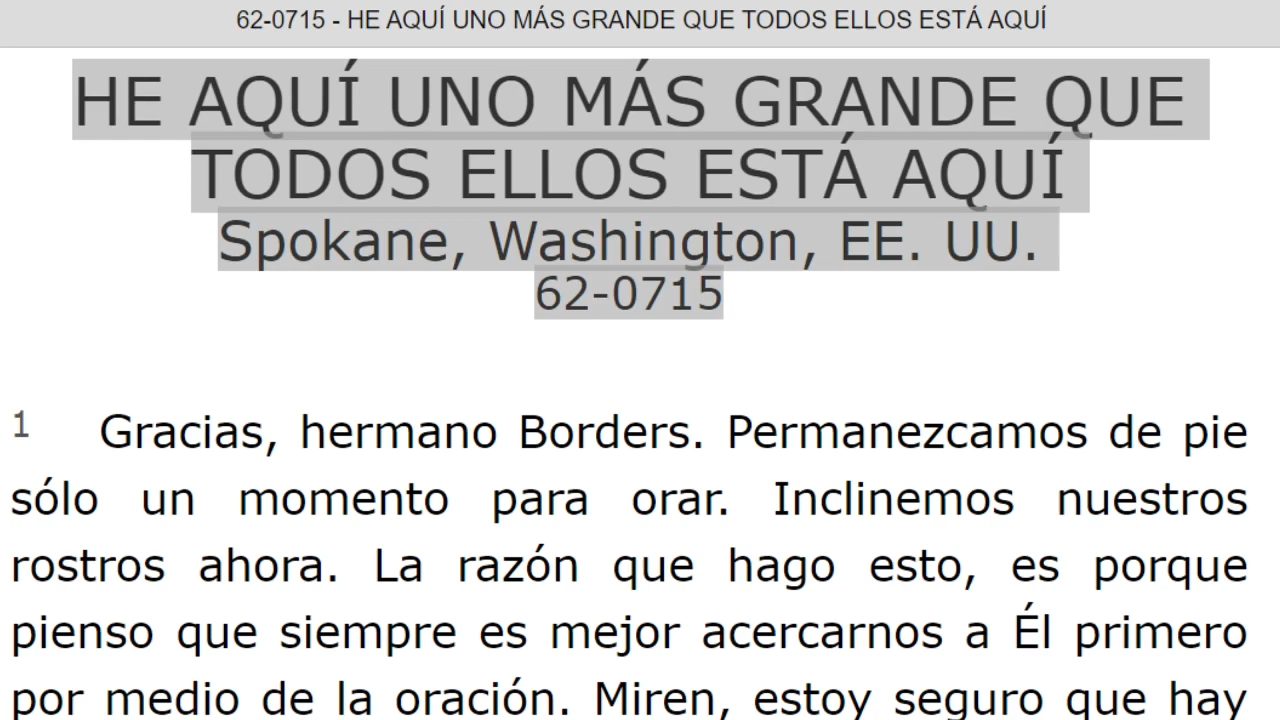 62-0715 - HE AQUÍ UNO MÁS GRANDE QUE TODOS ELLOS ESTÁ AQUÍ
HE AQUÍ UNO MÁS GRANDE QUE
TODOS ELLOS ESTÁ AQUÍ
Spokane, Washington, EE. UU.
62-0715
1 Gracias, hermano Borders. Permanezcamos de pie
sólo un momento para orar. Inclinemos nuestros
rostros ahora. La razón que hago esto, es porque
pienso que siempre es mejor acercarnos a Él primero
por medio de la oración. Miren, estoy seguro que hay